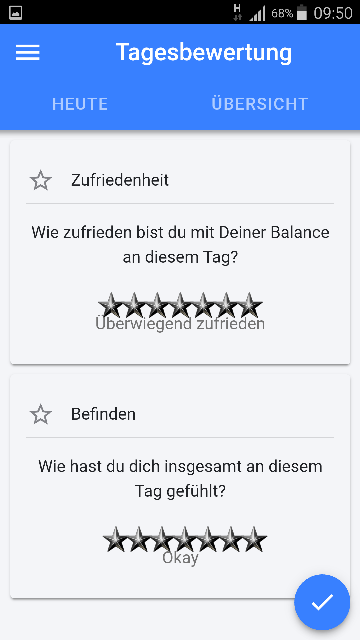 H 68% 09:50
Tagesbewertung
HEUTE ÜBERSICHT
Zufriedenheit
Wie zufrieden bist du mit Deiner Balance
an diesem Tag?
Überwiegend zufrieden
Befinden
Wie hast du dich insgesamt an diesem
Tag gefühlt?
Okay